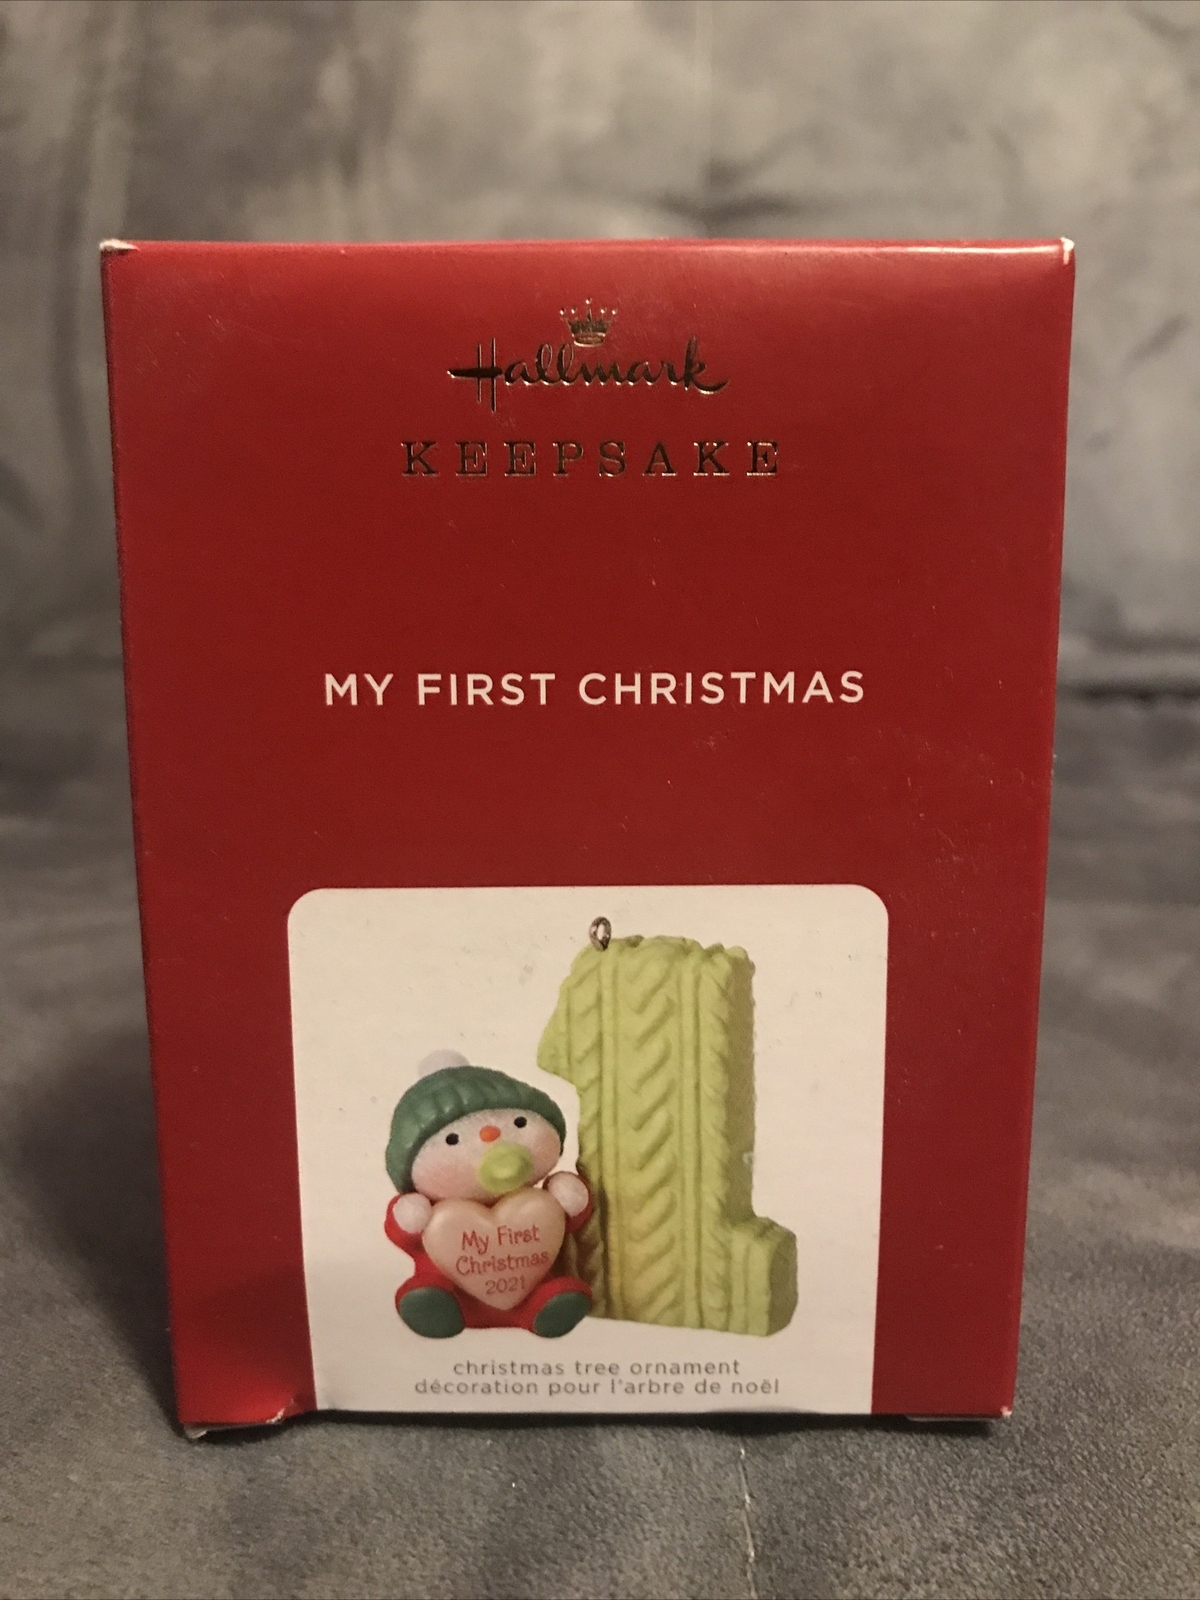 Hallmark
KEEPSAKE
MY FIRST CHRISTMAS
My First
Christmas
2021
christmas tree ornament
décoration pour l'arbre de noël